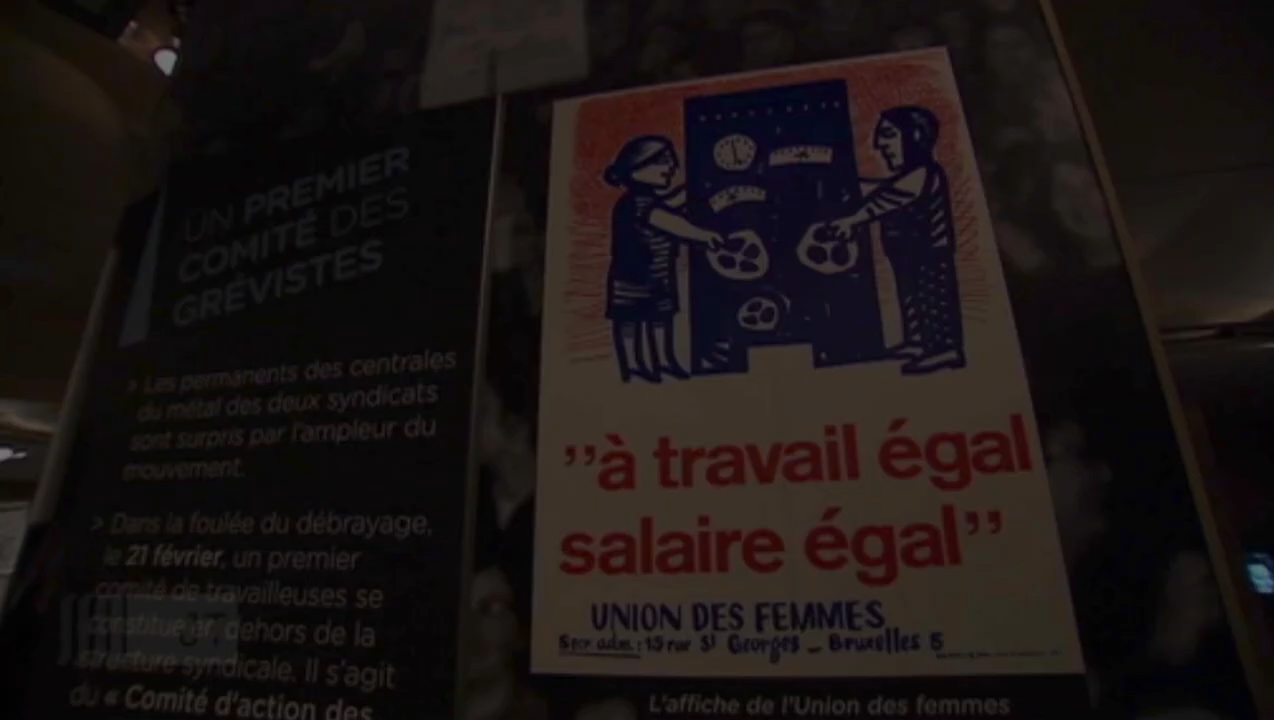 UN PREMIER
COMITÉ DES
GRÉVISTES
> Les permanents des centrales
du métal des deux syndicats
sont surpris par l'ampleur du
mouvement.
> Dans la foulée du débrayage,
le 21 février, un premier
comité de travailleuses se
constitue en dehors de la
structure syndicale. Il s'agit
du « Comité d'action des
”à travail égal
salaire égal”
UNION DES FEMMES
Secr adm. : 15 rue St Georges - Bruxelles 5
L'affiche de l'Union des femmes